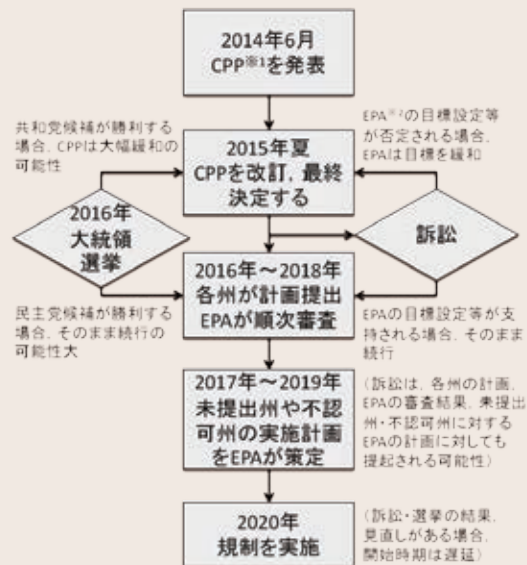 2014年6月
CPP※1を発表
共和党候補が勝利する
場合、CPPは大幅緩和の
可能性
EPA※2の目標設定等
が否定される場合、
EPAは目標を緩和
2015年夏
CPPを改訂、最終
決定する
2016年
大統領
選挙
訴訟
2016年～2018年
各州が計画提出
EPAが順次審査
民主党候補が勝利する
場合、そのまま続行の
可能性大
EPAの目標設定等が支
持される場合、そのまま
続行
2017年～2019年
未提出州や不認
可州の実施計画
をEPAが策定
（訴訟は、各州の計画、
EPAの審査結果、未提出
州・不認可州に対する
EPAの計画に対しても
提起される可能性）
2020年
規制を実施
（訴訟・選挙の結果、
見直しがある場合、
開始時期は遅延）